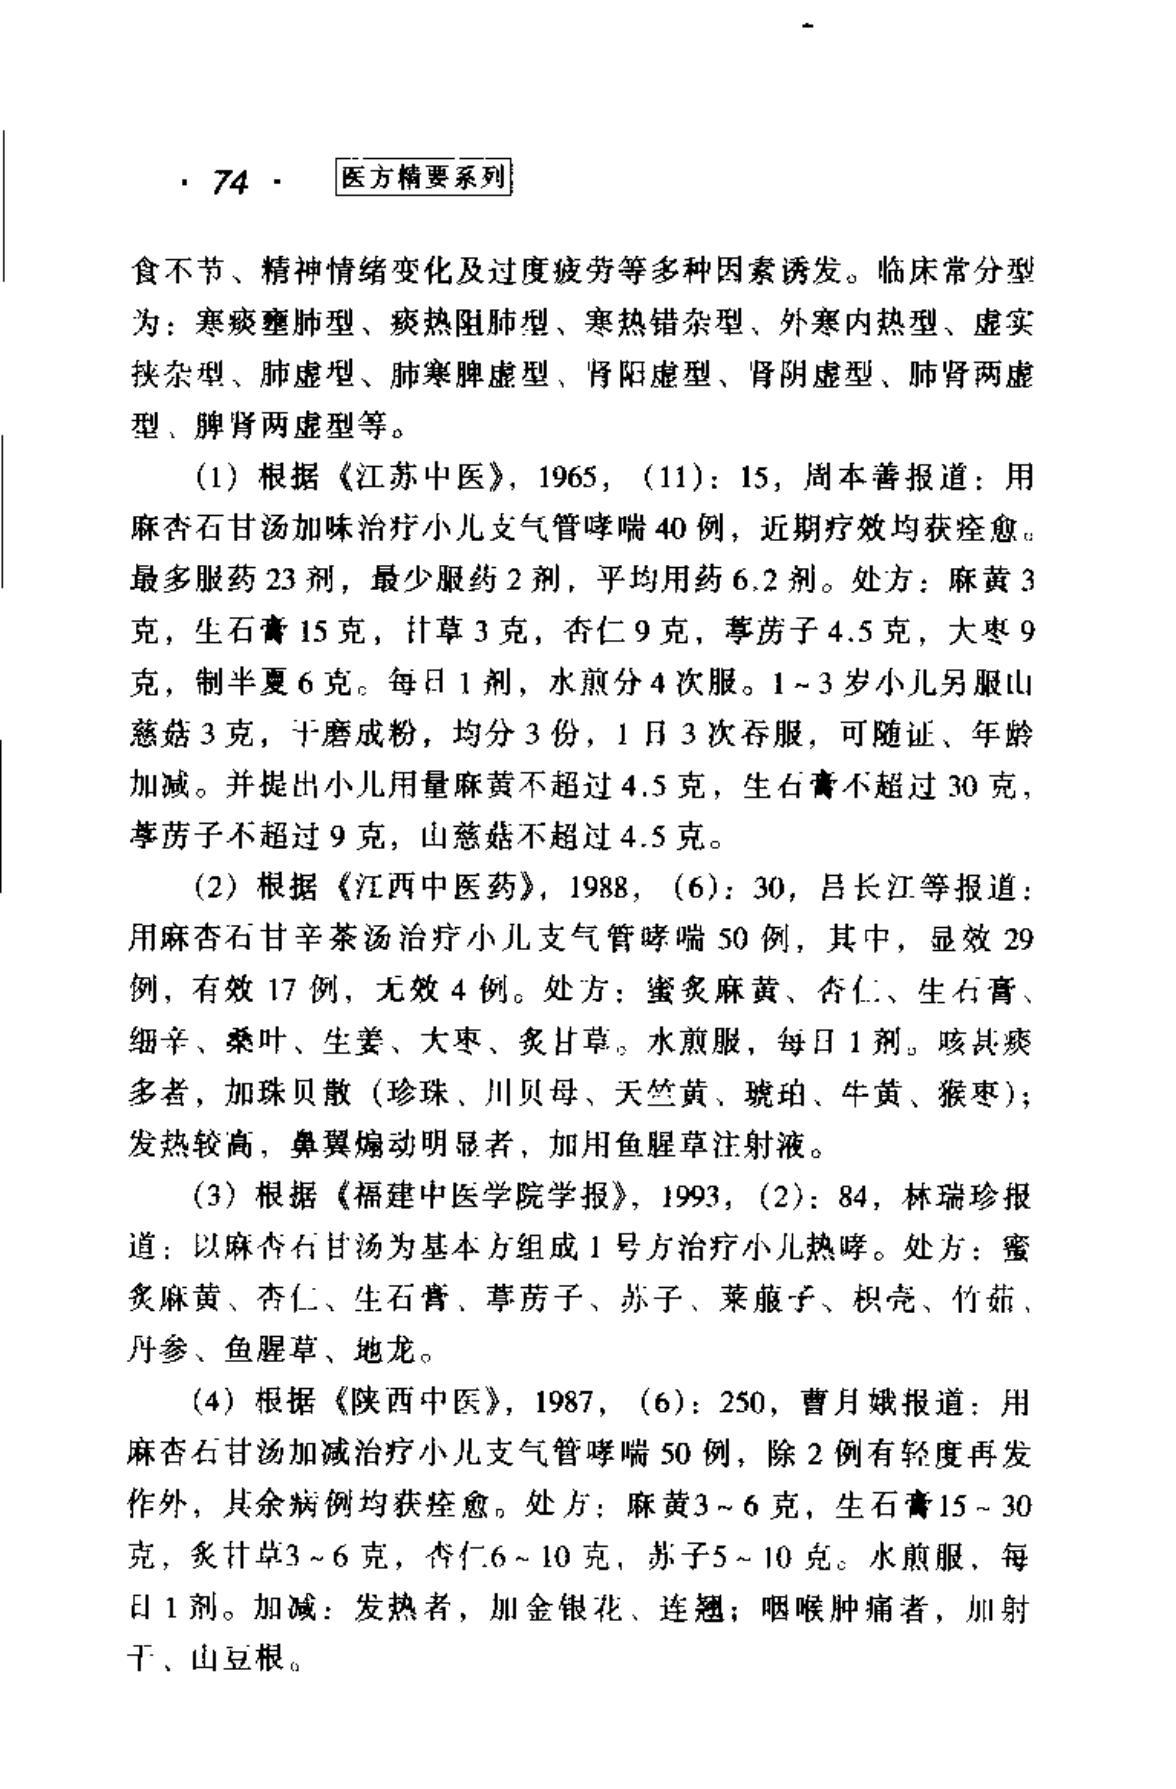 · 74 · 医方精要系列
食不节、精神情绪变化及过度疲劳等多种因素诱发。临床常分型
为：寒痰壅肺型、痰热阻肺型、寒热错杂型、外寒内热型、虚实
挟杂型、肺虚型、肺寒脾虚型、肾阳虚型、肾阴虚型、肺肾两虚
型、脾肾两虚型等。
（1）根据《江苏中医》，1965，（11）：15，周本善报道：用
麻杏石甘汤加味治疗小儿支气管哮喘 40 例，近期疗效均获痊愈。
最多服药 23 剂，最少服药 2 剂，平均用药 6.2 剂。处方：麻黄 3
克，生石膏 15 克，甘草 3 克，杏仁 9 克，葶苈子 4.5 克，大枣 9
克，制半夏 6 克。每日 1 剂，水煎分 4 次服。1~3 岁小儿另服山
慈菇 3 克，干磨成粉，均分 3 份，1 日 3 次吞服，可随证、年龄
加减。并提出小儿用量麻黄不超过 4.5 克，生石膏不超过 30 克，
葶苈子不超过 9 克，山慈菇不超过 4.5 克。
（2）根据《江西中医药》，1988，（6）：30，吕长江等报道：
用麻杏石甘辛茶汤治疗小儿支气管哮喘 50 例，其中，显效 29
例，有效 17 例，无效 4 例。处方：蜜炙麻黄、杏仁、生石膏、
细辛、桑叶、生姜、大枣、炙甘草。水煎服，每日 1 剂。咳甚痰
多者，加珠贝散（珍珠、川贝母、天竺黄、琥珀、牛黄、猴枣）；
发热较高，鼻翼煽动明显者，加用鱼腥草注射液。
（3）根据《福建中医学院学报》，1993，（2）：84，林瑞珍报
道：以麻杏石甘汤为基本方组成 1 号方治疗小儿热哮。处方：蜜
炙麻黄、杏仁、生石膏、葶苈子、苏子、莱菔子、枳壳、竹茹、
丹参、鱼腥草、地龙。
（4）根据《陕西中医》，1987，（6）：250，曹月娥报道：用
麻杏石甘汤加减治疗小儿支气管哮喘 50 例，除 2 例有轻度再发
作外，其余病例均获痊愈。处方：麻黄3~6 克，生石膏15~30
克，炙甘草3~6 克，杏仁6~10 克，苏子5~10 克。水煎服，每
日 1 剂。加减：发热者，加金银花、连翘；咽喉肿痛者，加射
干、山豆根。